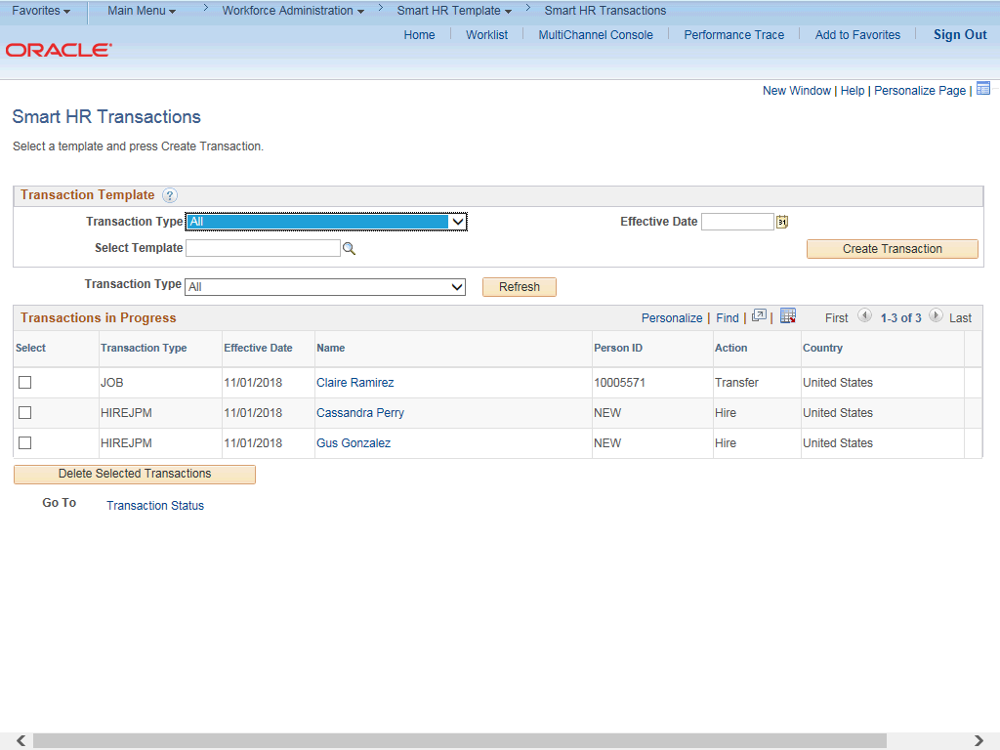 Favorites Main Menu > Workforce Administration > Smart HR Template > Smart HR Transactions
Home Worklist MultiChannel Console Performance Trace Add to Favorites Sign Out
ORACLE
New Window | Help | Personalize Page |
Smart HR Transactions
Select a template and press Create Transaction.
Transaction Template ?
Transaction Type All Effective Date 31
Select Template Create Transaction
Transaction Type All Refresh
Transactions in Progress Personalize | Find | | First 1-3 of 3 Last
Select Transaction Type Effective Date Name Person ID Action Country
JOB 11/01/2018 Claire Ramirez 10005571 Transfer United States
HIREJPM 11/01/2018 Cassandra Perry NEW Hire United States
HIREJPM 11/01/2018 Gus Gonzalez NEW Hire United States
Delete Selected Transactions
Go To Transaction Status